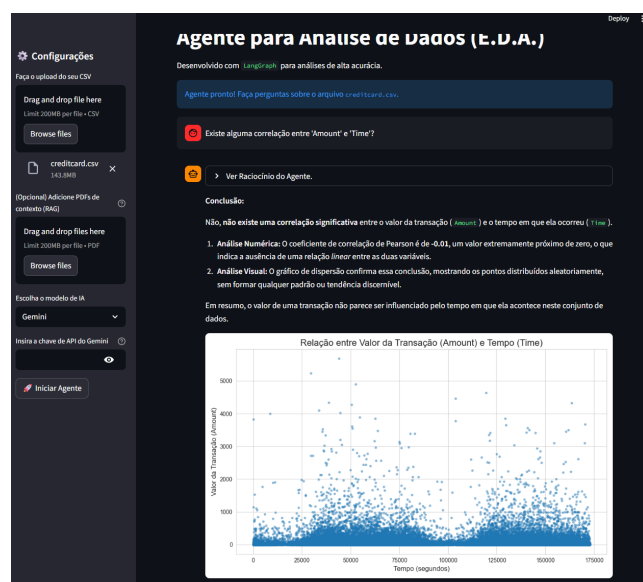 Deploy
Agente para Análise de Dados (E.D.A.)
Desenvolvido com LangGraph para análises de alta acurácia.
Agente pronto! Faça perguntas sobre o arquivo creditcard.csv.
Configurações
Faça o upload do seu CSV
Drag and drop file here
Limit 200MB per file • CSV
Browse files
creditcard.csv
143.8MB
(Opcional) Adicione PDFs de
contexto (RAG)
Drag and drop files here
Limit 200MB per file • PDF
Browse files
Escolha o modelo de IA
Gemini
Insira a chave de API do Gemini
Iniciar Agente
Existe alguma correlação entre 'Amount' e 'Time'?
Ver Raciocínio do Agente.
Conclusão:
Não, não existe uma correlação significativa entre o valor da transação ( Amount ) e o tempo em que ela ocorreu ( Time ).
1. Análise Numérica: O coeficiente de correlação de Pearson é de -0.01, um valor extremamente próximo de zero, o que
indica a ausência de uma relação linear entre as duas variáveis.
2. Análise Visual: O gráfico de dispersão confirma essa conclusão, mostrando os pontos distribuídos aleatoriamente,
sem formar qualquer padrão ou tendência discernível.
Em resumo, o valor de uma transação não parece ser influenciado pelo tempo em que ela acontece neste conjunto de
dados.
Relação entre Valor da Transação (Amount) e Tempo (Time)
Valor da Transação (Amount)
5000
4000
3000
2000
1000
0
0 25000 50000 75000 100000 125000 150000 175000
Tempo (segundos)